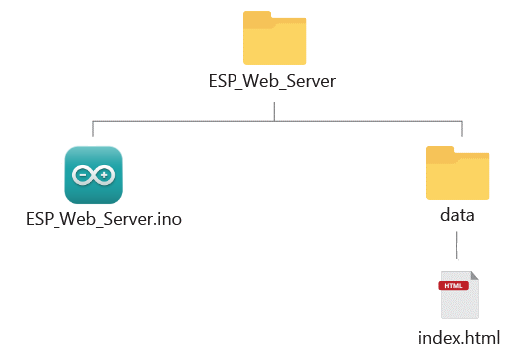 ESP_Web_Server
ESP_Web_Server.ino
data
HTML
index.html